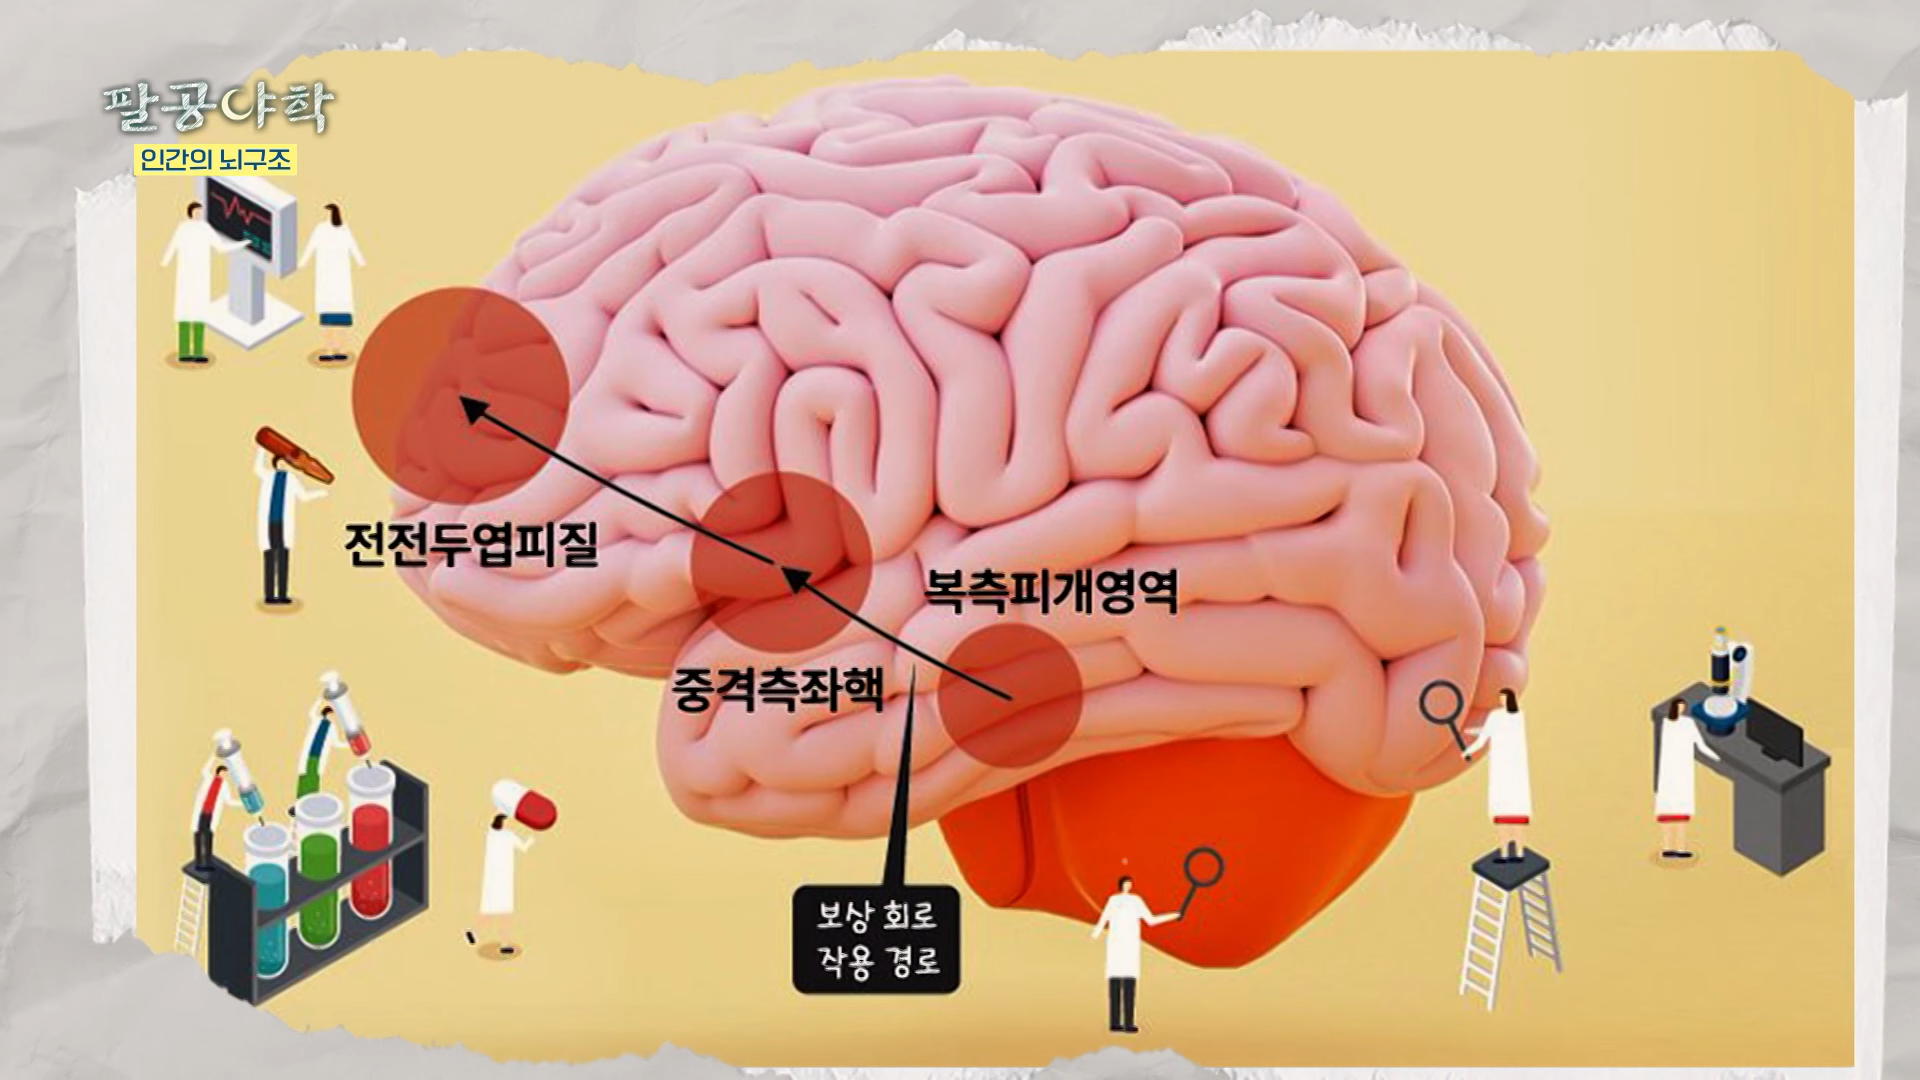 팔공야학
인간의 뇌구조
전전두엽피질
복측피개영역
중격측좌핵
보상 회로
작용 경로